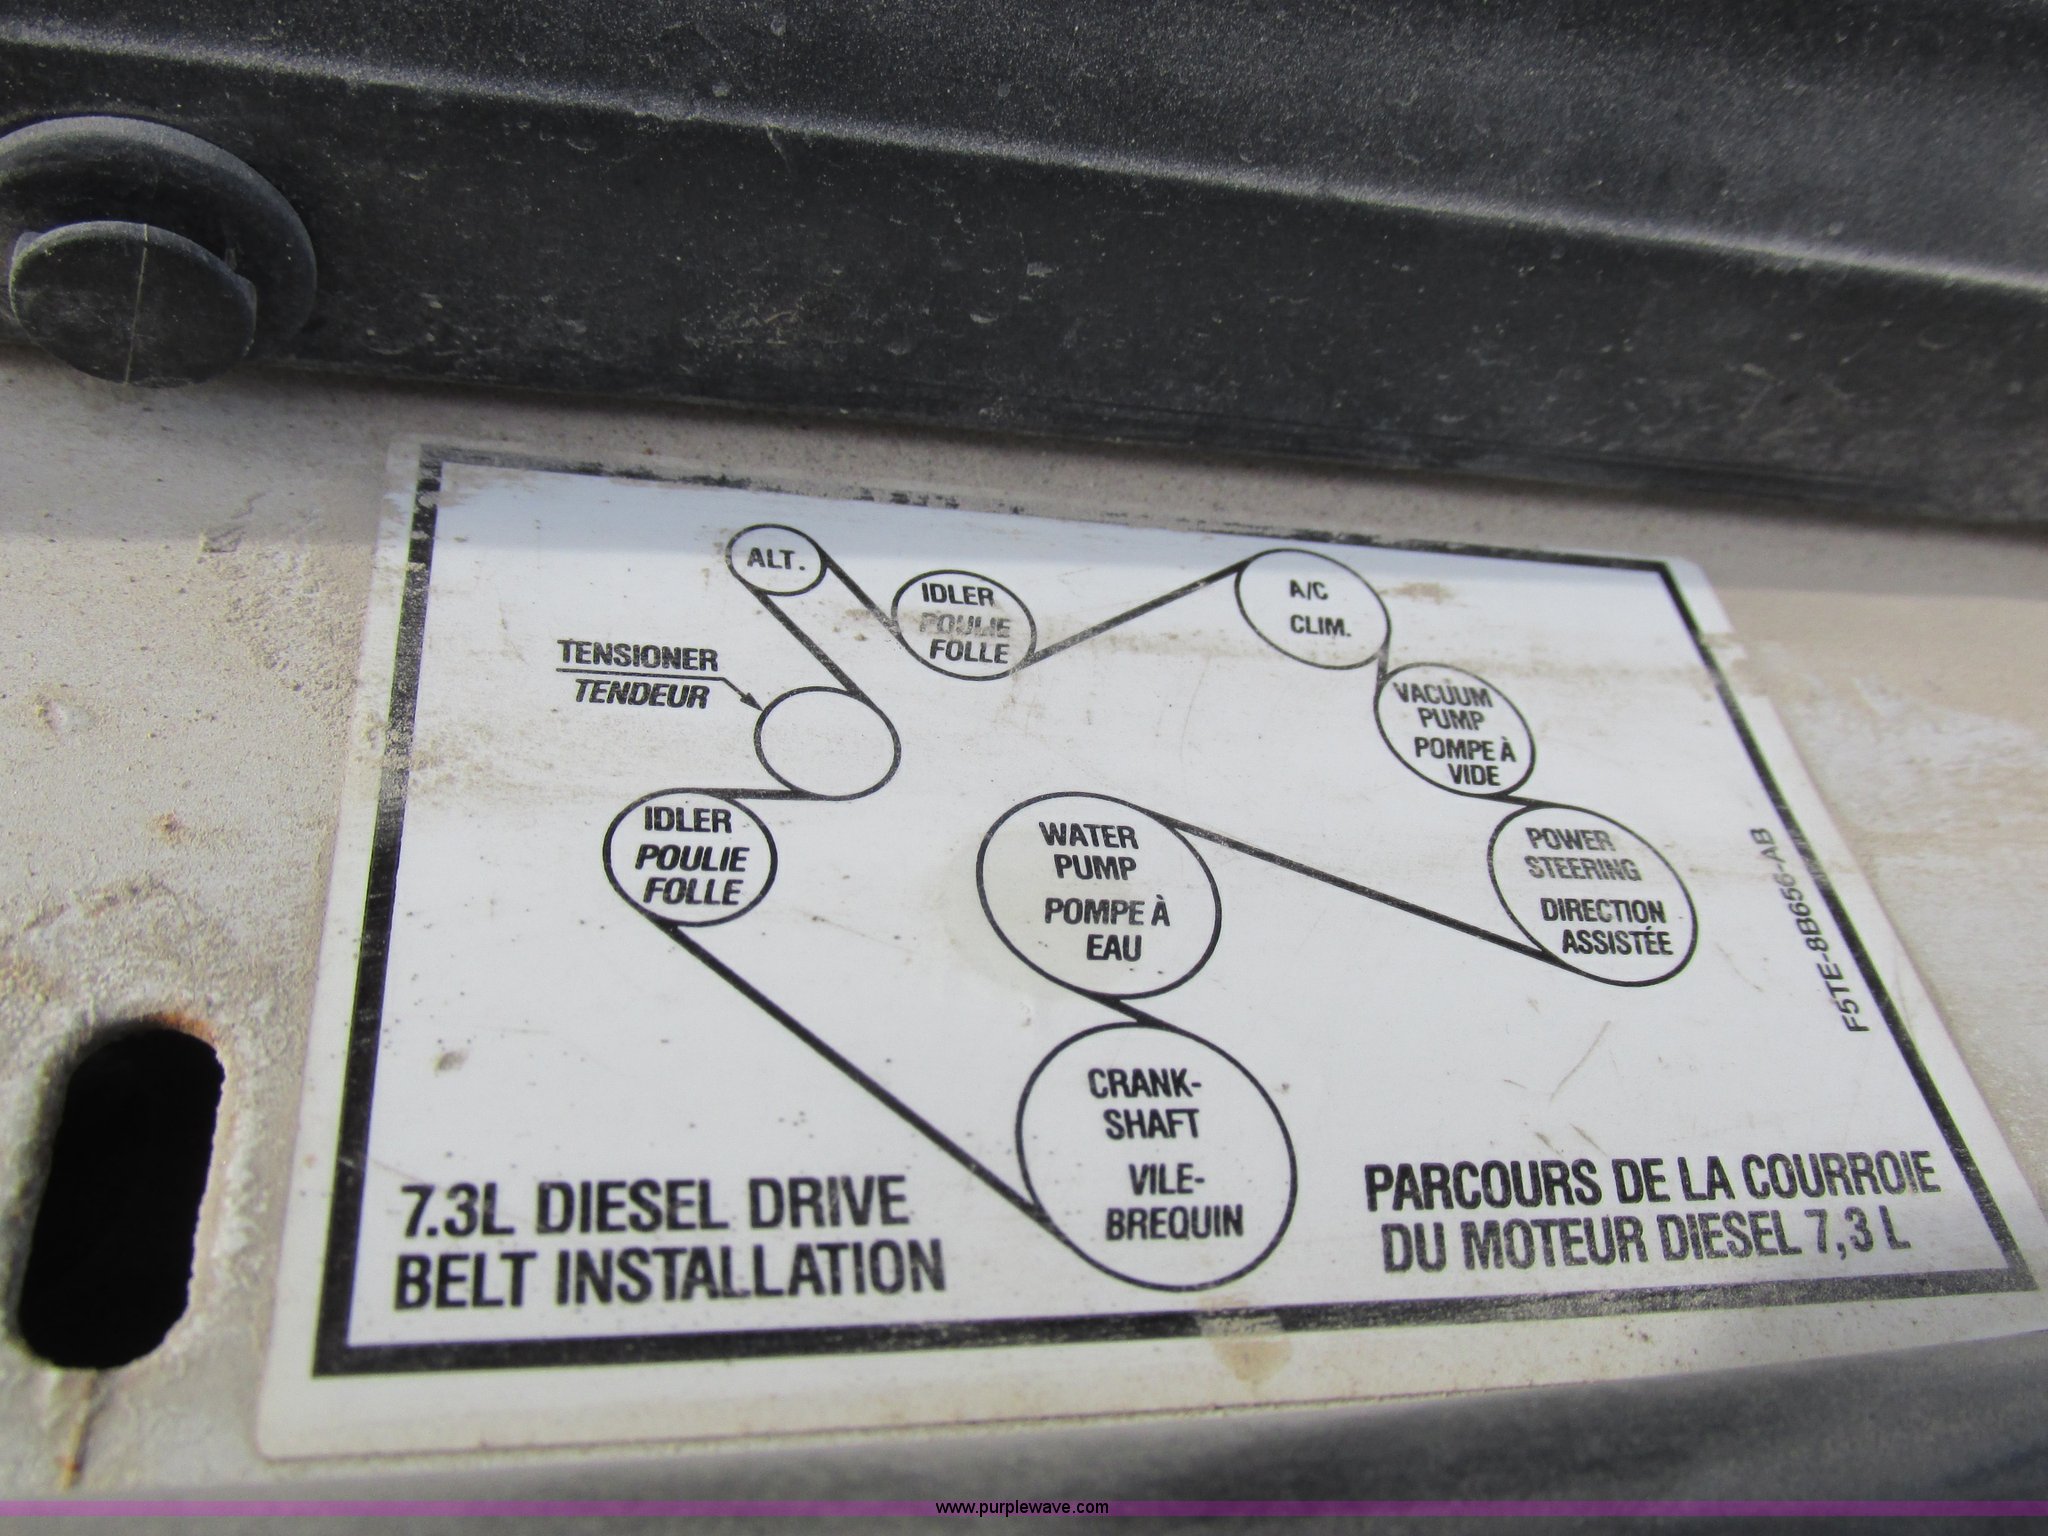 ALT.
IDLER
POULIE
FOLLE
A/C
CLIM.
TENSIONER
TENDEUR
VACUUM
PUMP
POMPE À
VIDE
IDLER
POULIE
FOLLE
WATER
PUMP
POMPE À
EAU
POWER
STEERING
DIRECTION
ASSISTÉE
F5TE-8B656-AB
CRANK-
SHAFT
VILE-
BREQUIN
7.3L DIESEL DRIVE
BELT INSTALLATION
PARCOURS DE LA COURROIE
DU MOTEUR DIESEL 7,3 L
www.purplewave.com